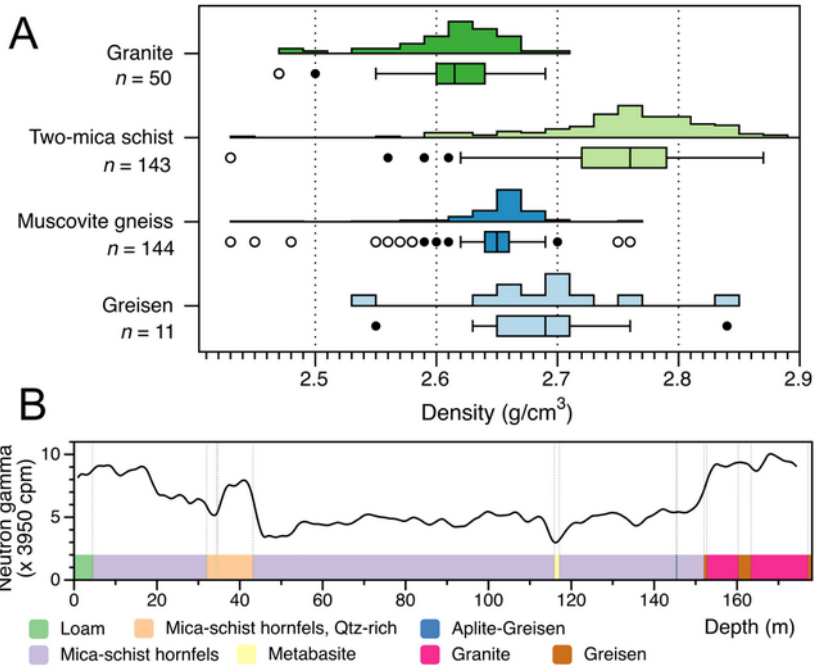 A
Granite
n = 50
Two-mica schist
n = 143
Muscovite gneiss
n = 144
Greisen
n = 11
2.5 2.6 2.7 2.8 2.9
Density (g/cm³)
B
Neutron gamma
(x 3950 cpm)
10
5
0
0 20 40 60 80 100 120 140 160
Depth (m)
Loam Mica-schist hornfels, Qtz-rich Aplite-Greisen
Mica-schist hornfels Metabasite Granite Greisen